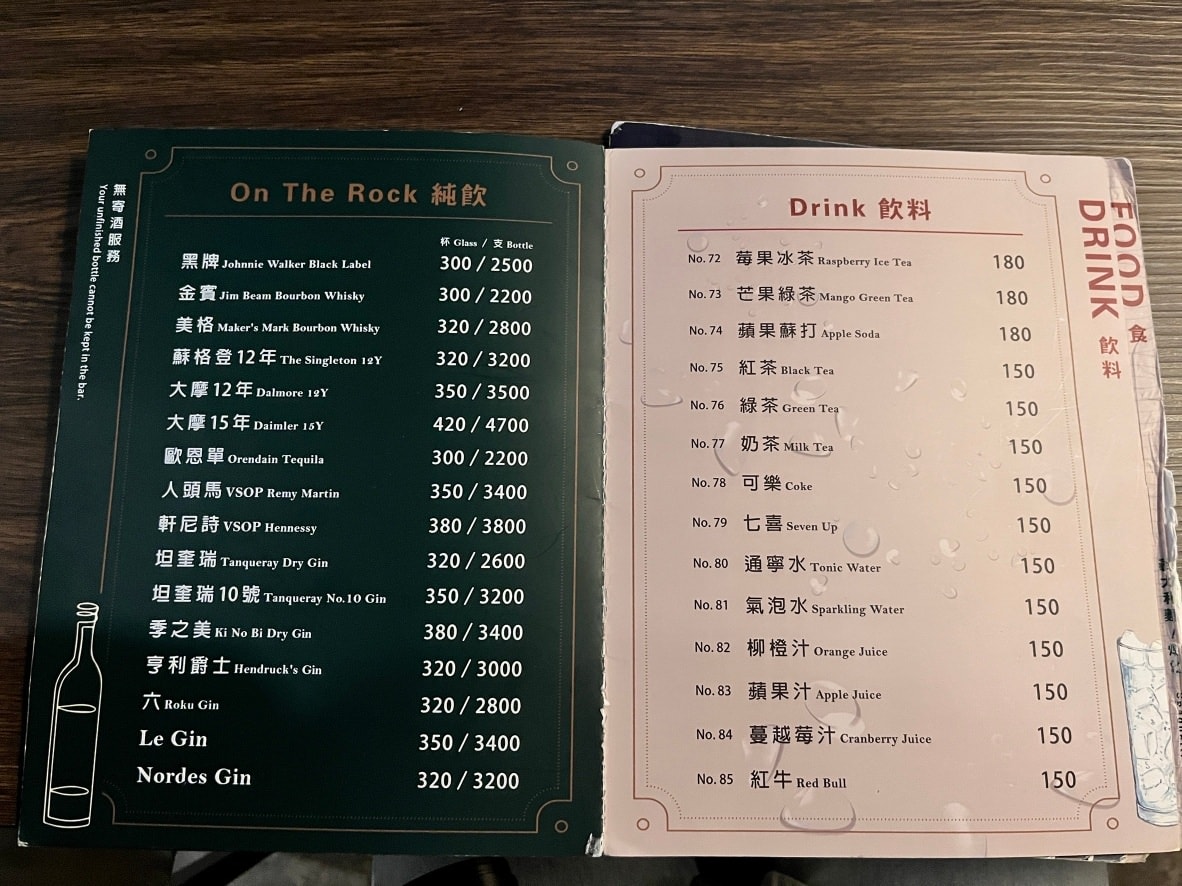 無寄酒服務
Your unfinished bottle cannot be kept in the bar.
On The Rock 純飲
杯 Glass / 支 Bottle
黑牌 Johnnie Walker Black Label 300 / 2500
金賓 Jim Beam Bourbon Whisky 300 / 2200
美格 Maker's Mark Bourbon Whisky 320 / 2800
蘇格登12年 The Singleton 12Y 320 / 3200
大摩12年 Dalmore 12Y 350 / 3500
大摩15年 Daimler 15Y 420 / 4700
歐恩單 Orendain Tequila 300 / 2200
人頭馬 VSOP Remy Martin 350 / 3400
軒尼詩 VSOP Hennessy 380 / 3800
坦奎瑞 Tanqueray Dry Gin 320 / 2600
坦奎瑞10號 Tanqueray No.10 Gin 350 / 3200
季之美 Ki No Bi Dry Gin 380 / 3400
亨利爵士 Hendruck's Gin 320 / 3000
六 Roku Gin 320 / 2800
Le Gin 350 / 3400
Nordes Gin 320 / 3200
Drink 飲料
No. 72 莓果冰茶 Raspberry Ice Tea 180
No. 73 芒果綠茶 Mango Green Tea 180
No. 74 蘋果蘇打 Apple Soda 180
No. 75 紅茶 Black Tea 150
No. 76 綠茶 Green Tea 150
No. 77 奶茶 Milk Tea 150
No. 78 可樂 Coke 150
No. 79 七喜 Seven Up 150
No. 80 通寧水 Tonic Water 150
No. 81 氣泡水 Sparkling Water 150
No. 82 柳橙汁 Orange Juice 150
No. 83 蘋果汁 Apple Juice 150
No. 84 蔓越莓汁 Cranberry Juice 150
No. 85 紅牛 Red Bull 150
FOOD 食
DRINK 飲料